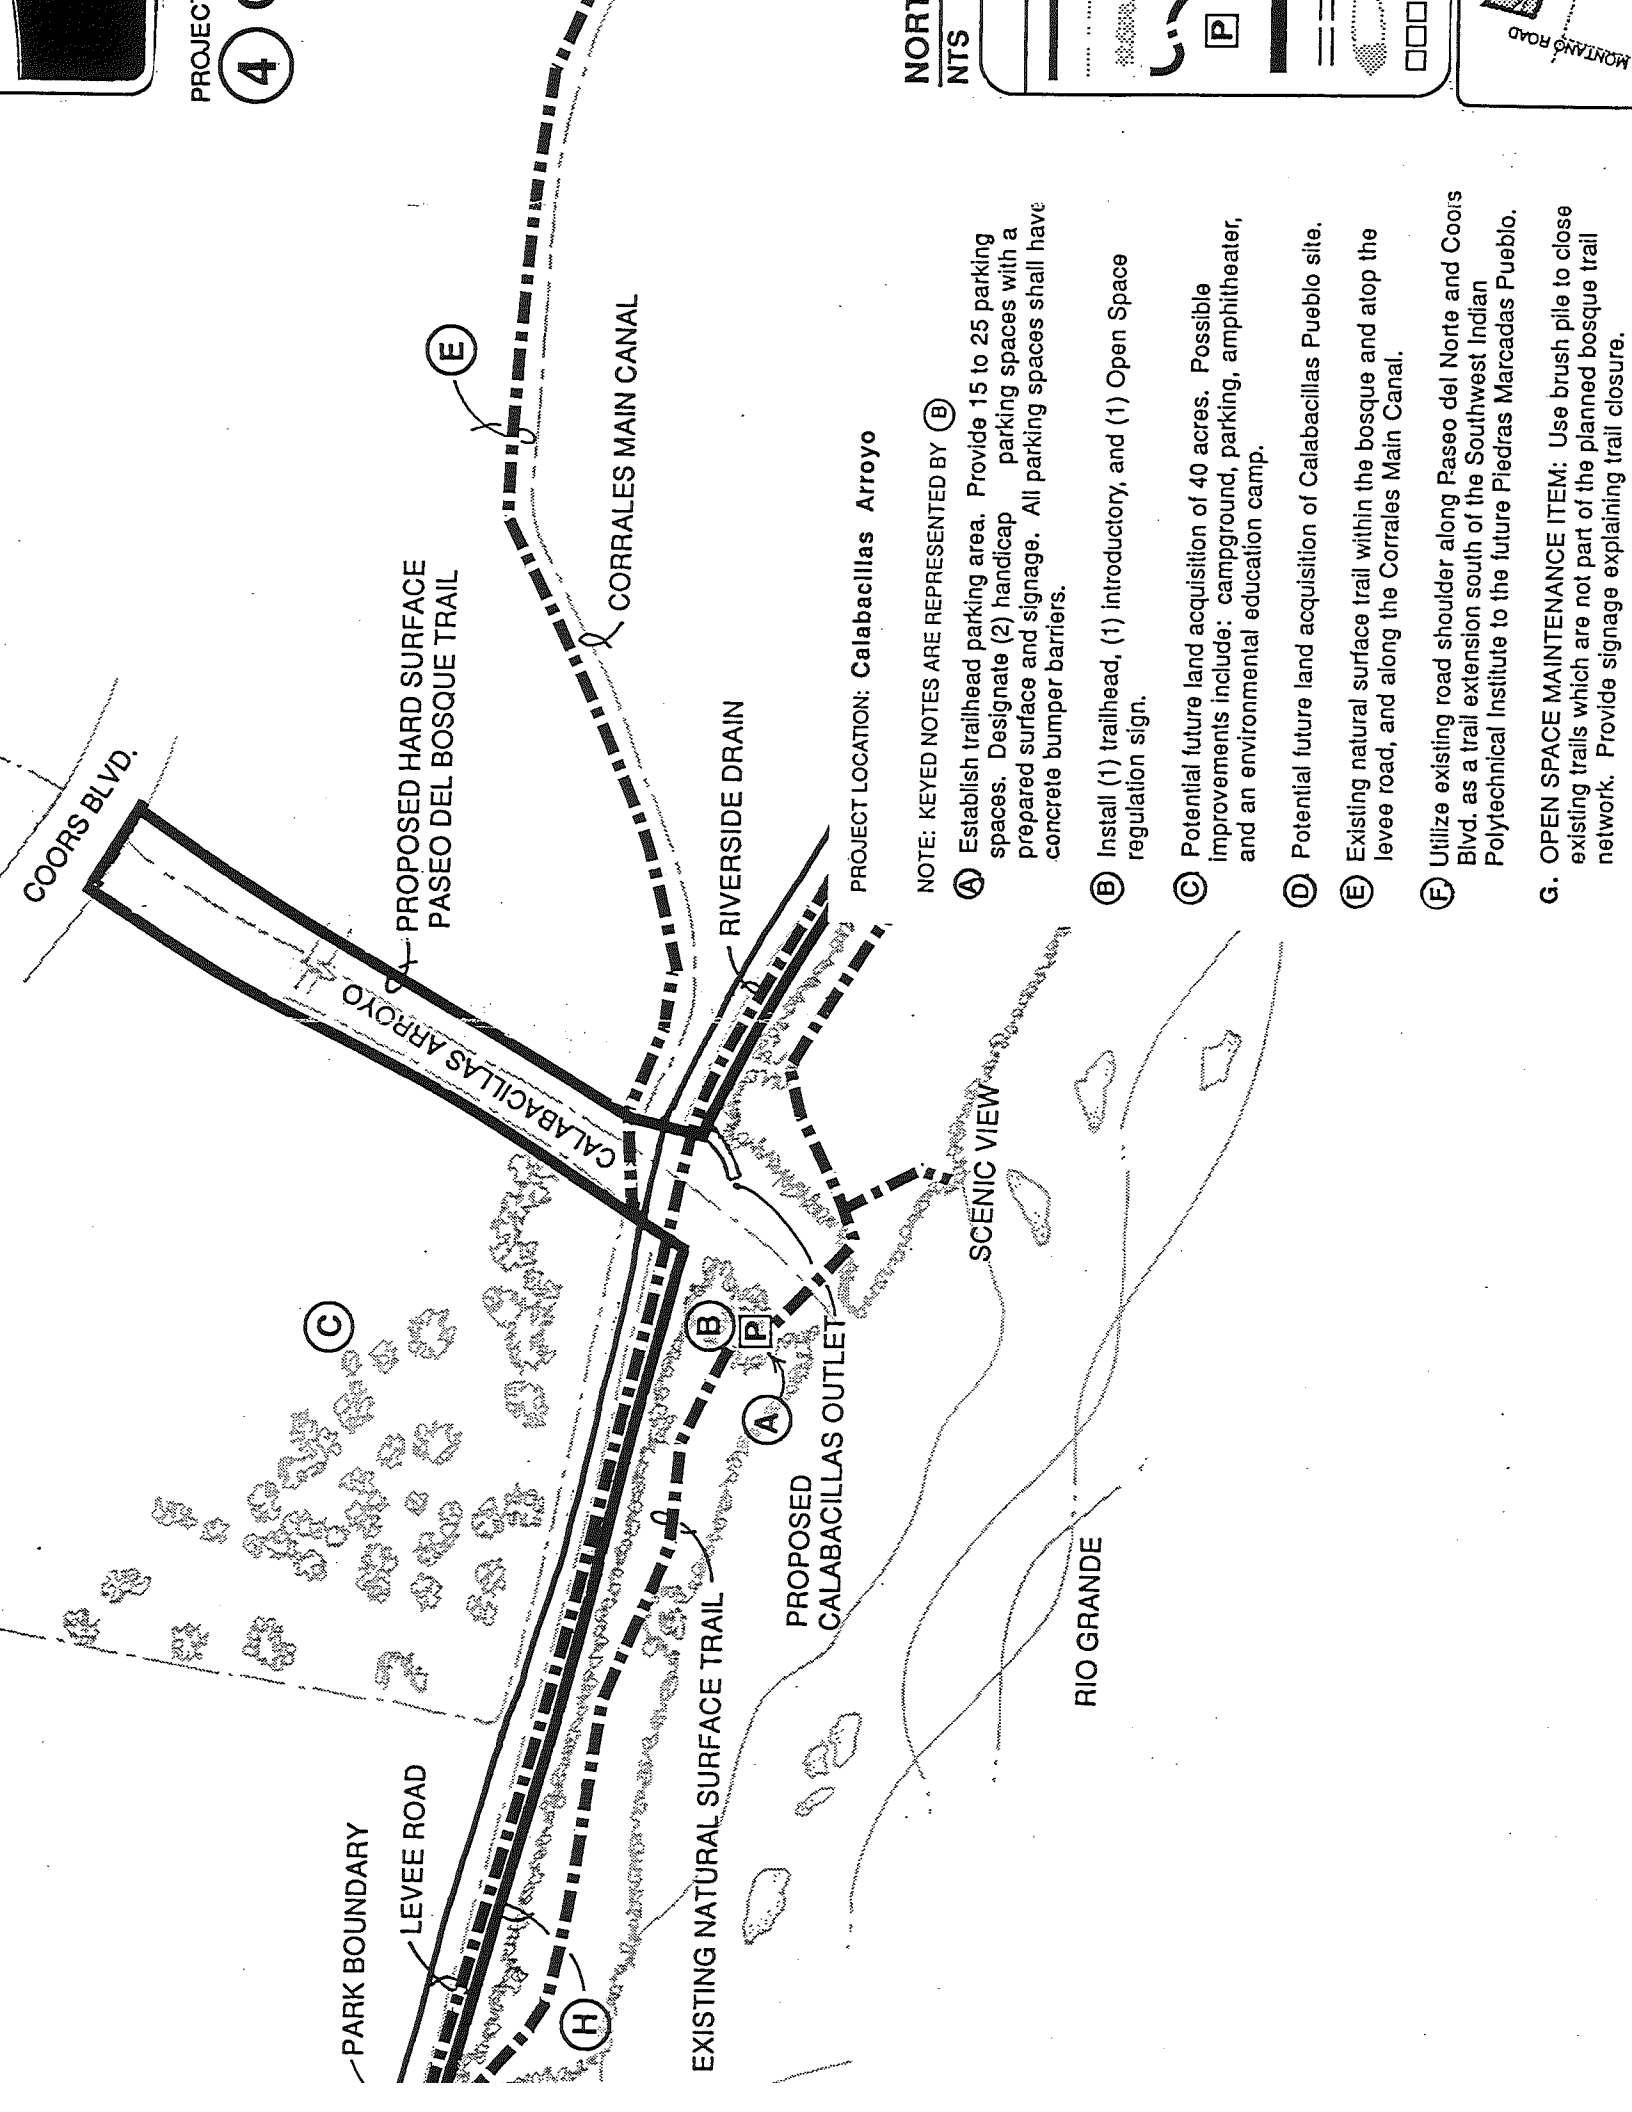 PROJECT
4
NORT
NTS
P
MONTANO ROAD
COORS BLVD.
PROPOSED HARD SURFACE
PASEO DEL BOSQUE TRAIL
E
CORRALES MAIN CANAL
CALABACILLAS ARROYO
RIVERSIDE DRAIN
C
PARK BOUNDARY
LEVEE ROAD
B
P
A
H
EXISTING NATURAL SURFACE TRAIL
PROPOSED
CALABACILLAS OUTLET
SCENIC VIEW
RIO GRANDE
PROJECT LOCATION: Calabacillas Arroyo
NOTE: KEYED NOTES ARE REPRESENTED BY B
A Establish trailhead parking area. Provide 15 to 25 parking
spaces. Designate (2) handicap parking spaces with a
prepared surface and signage. All parking spaces shall have
concrete bumper barriers.
B Install (1) trailhead, (1) introductory, and (1) Open Space
regulation sign.
C Potential future land acquisition of 40 acres. Possible
improvements include: campground, parking, amphitheater,
and an environmental education camp.
D Potential future land acquisition of Calabacillas Pueblo site.
E Existing natural surface trail within the bosque and atop the
levee road, and along the Corrales Main Canal.
F Utilize existing road shoulder along Paseo del Norte and Coors
Blvd. as a trail extension south of the Southwest Indian
Polytechnical Institute to the future Piedras Marcadas Pueblo.
G. OPEN SPACE MAINTENANCE ITEM: Use brush pile to close
existing trails which are not part of the planned bosque trail
network. Provide signage explaining trail closure.